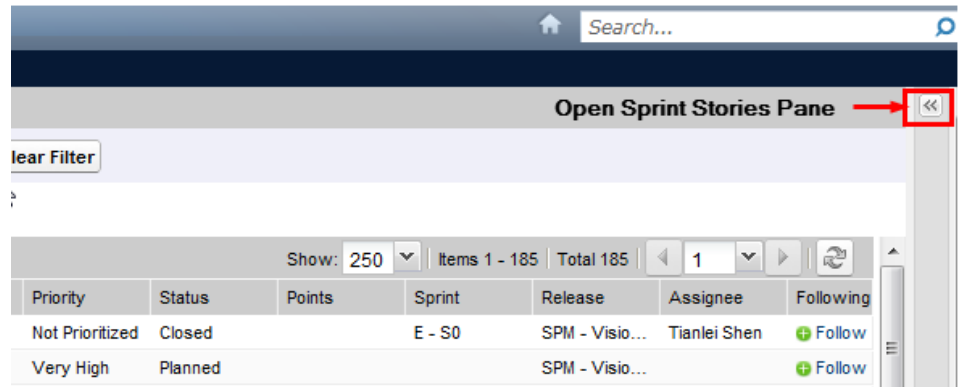 Search...
Open Sprint Stories Pane
lear Filter
Show: 250 Items 1 - 185 Total 185 1
Priority Status Points Sprint Release Assignee Following
Not Prioritized Closed E - S0 SPM - Visio... Tianlei Shen Follow
Very High Planned SPM - Visio... Follow